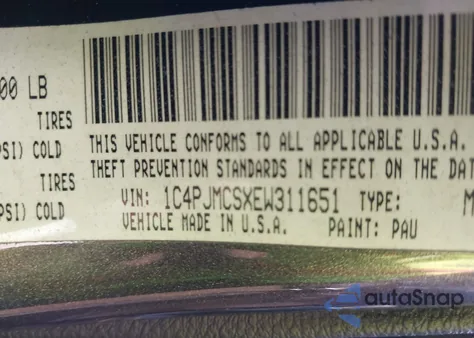 00 LB
TIRES
PSI) COLD
TIRES
PSI) COLD
THIS VEHICLE CONFORMS TO ALL APPLICABLE U.S.A.
THEFT PREVENTION STANDARDS IN EFFECT ON THE DAT
VIN: 1C4PJMCSXEW311651 TYPE: M
VEHICLE MADE IN U.S.A. PAINT: PAU
autoSnap